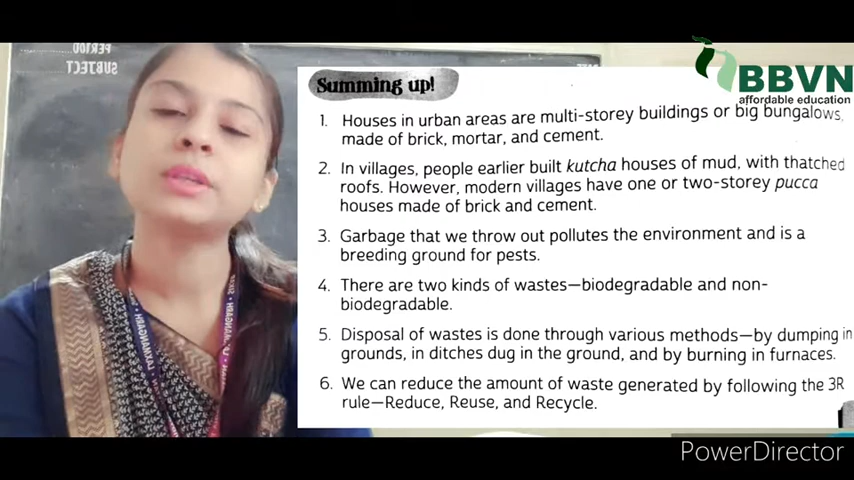 PERIOD
SUBJECT
BBVN
affordable education
Summing up!
1. Houses in urban areas are multi-storey buildings or big bungalows,
made of brick, mortar, and cement.
2. In villages, people earlier built kutcha houses of mud, with thatched
roofs. However, modern villages have one or two-storey pucca
houses made of brick and cement.
3. Garbage that we throw out pollutes the environment and is a
breeding ground for pests.
4. There are two kinds of wastes—biodegradable and non-
biodegradable.
5. Disposal of wastes is done through various methods—by dumping in
grounds, in ditches dug in the ground, and by burning in furnaces.
6. We can reduce the amount of waste generated by following the 3R
rule—Reduce, Reuse, and Recycle.
PowerDirector